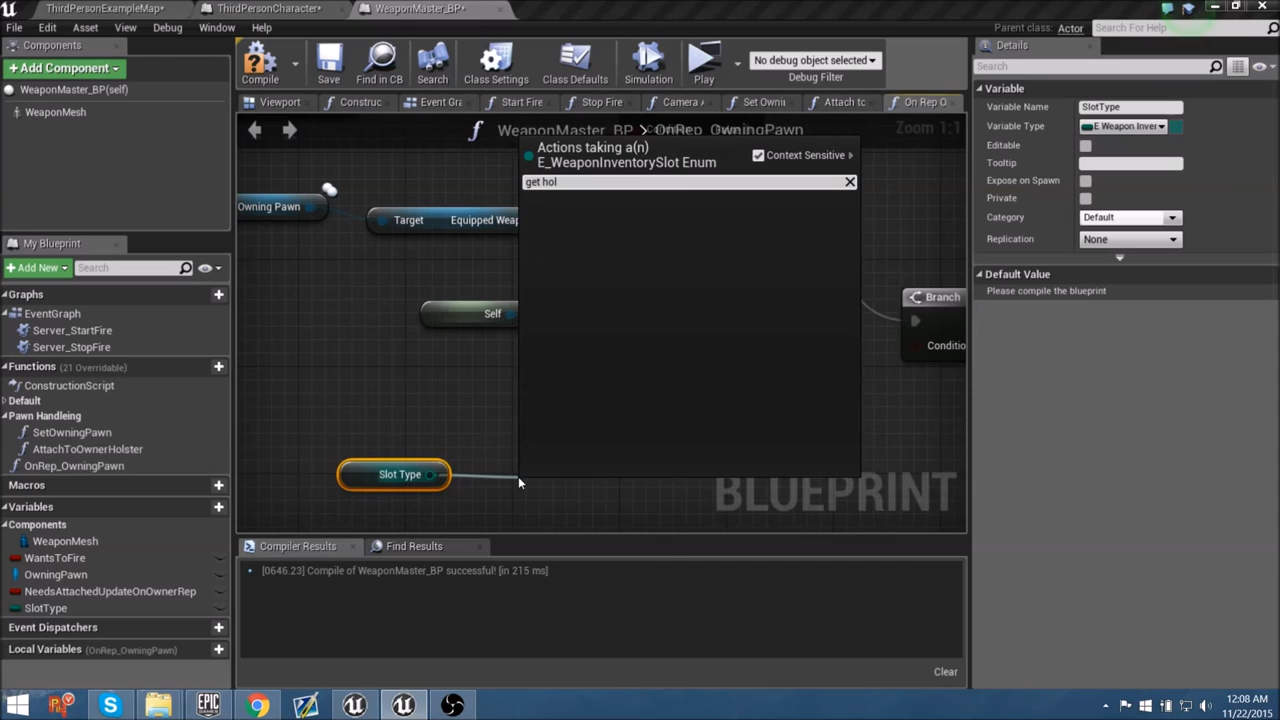 ThirdPersonExampleMap*
ThirdPersonCharacter*
WeaponMaster_BP*
File Edit Asset View Debug Window Help
Parent class: Actor
Search For Help
Components
+Add Component
WeaponMaster_BP(self)
WeaponMesh
Compile
Save
Find in CB
Search
Class Settings
Class Defaults
Simulation
Play
No debug object selected
Debug Filter
Viewport
Construc
Event Gra
Start Fire
Stop Fire
Camera
Set Owni
Attach to
On Rep O
WeaponMaster_BP > OnRep_OwningPawn
Zoom 1:1
Actions taking a(n)
E_WeaponInventorySlot Enum
Context Sensitive
get hol
Owning Pawn
Target
Equipped Weap
Self
Branch
Conditio
Slot Type
BLUEPRINT
My Blueprint
+Add New
Search
Graphs
EventGraph
Server_StartFire
Server_StopFire
Functions (21 Overridable)
ConstructionScript
Default
Pawn Handleing
SetOwningPawn
AttachToOwnerHolster
OnRep_OwningPawn
Macros
Variables
Components
WeaponMesh
WantsToFire
OwningPawn
NeedsAttachedUpdateOnOwnerRep
SlotType
Event Dispatchers
Local Variables (OnRep_OwningPawn)
Compiler Results
Find Results
[0646.23] Compile of WeaponMaster_BP successful! [in 215 ms]
Clear
Details
Search
Variable
Variable Name SlotType
Variable Type E Weapon Inver
Editable
Tooltip
Expose on Spawn
Private
Category Default
Replication None
Default Value
Please compile the blueprint
EPIC
GAMES
12:08 AM
11/22/2015